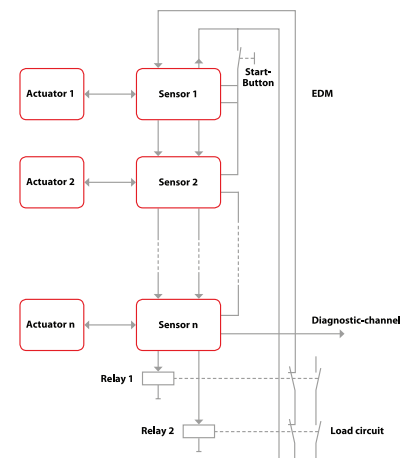 Start-
Button
Actuator 1
Sensor 1
EDM
Actuator 2
Sensor 2
Actuator n
Sensor n
Diagnostic-channel
Relay 1
Relay 2
Load circuit